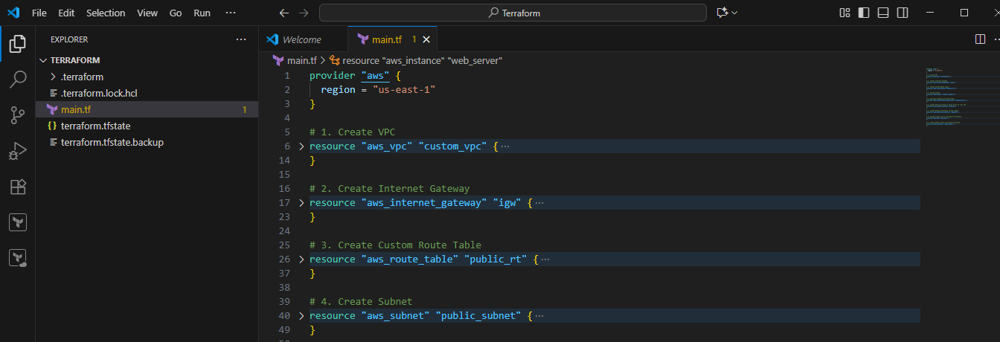 File Edit Selection View Go Run ···
Terraform
EXPLORER ···
TERRAFORM
.terraform
.terraform.lock.hcl
main.tf 1
terraform.tfstate
terraform.tfstate.backup
Welcome
main.tf 1
main.tf > resource "aws_instance" "web_server"
1 provider "aws" {
2 region = "us-east-1"
3 }
4
5 # 1. Create VPC
6 resource "aws_vpc" "custom_vpc" { ···
14 }
15
16 # 2. Create Internet Gateway
17 resource "aws_internet_gateway" "igw" { ···
23 }
24
25 # 3. Create Custom Route Table
26 resource "aws_route_table" "public_rt" { ···
37 }
38
39 # 4. Create Subnet
40 resource "aws_subnet" "public_subnet" { ···
49 }